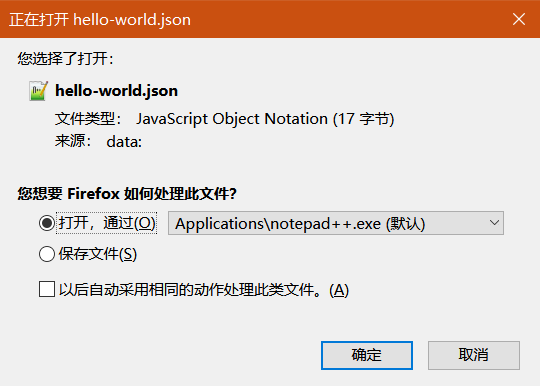 正在打开 hello-world.json
您选择了打开：
hello-world.json
文件类型： JavaScript Object Notation (17 字节)
来源： data:
您想要 Firefox 如何处理此文件？
打开，通过(O) Applications\notepad++.exe (默认)
保存文件(S)
以后自动采用相同的动作处理此类文件。(A)
确定 取消